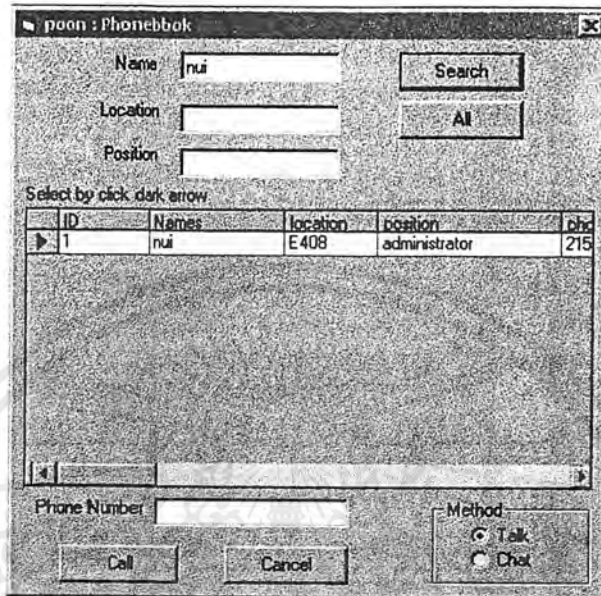 poon : Phonebbok
Name nui Search
Location All
Position
Select by click dark arrow
ID Names location position pho
1 nui E408 administrator 215
Phone Number Method
Talk
Call Cancel Chat